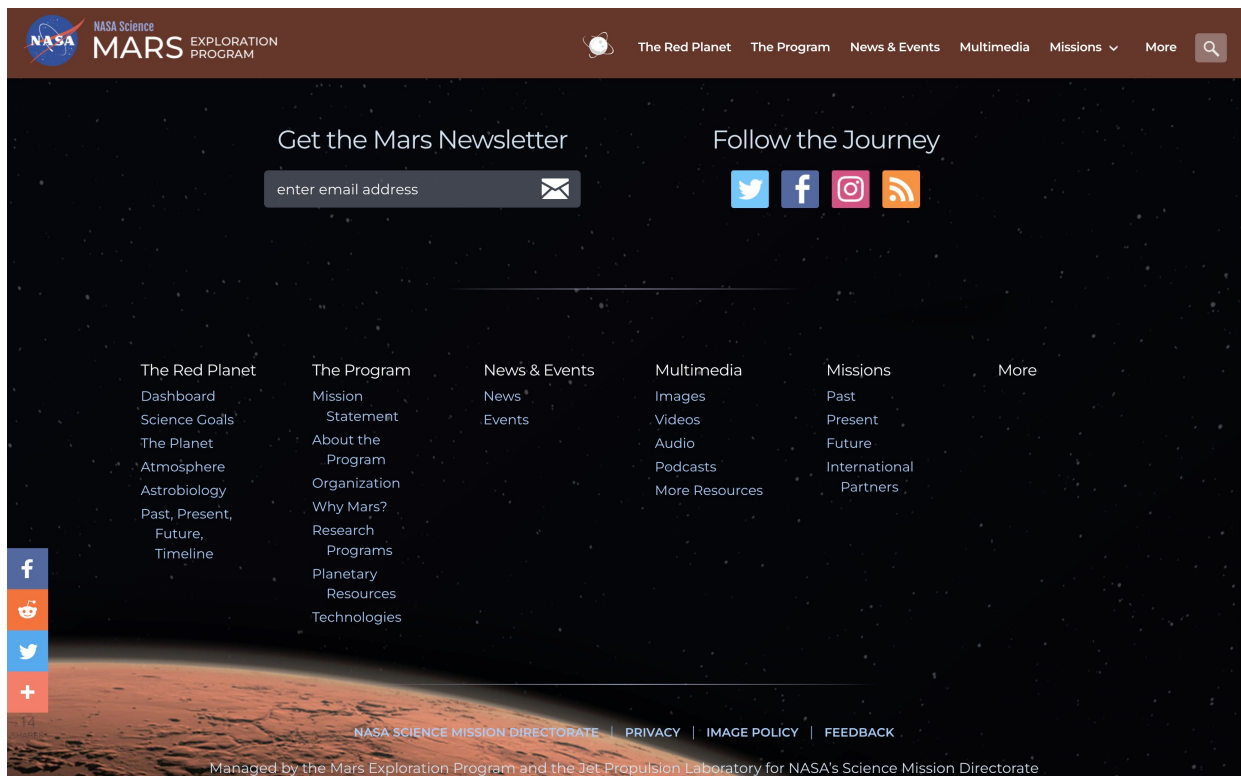 NASA
NASA Science
MARS EXPLORATION PROGRAM
The Red Planet The Program News & Events Multimedia Missions More
Get the Mars Newsletter
enter email address
Follow the Journey
The Red Planet
Dashboard
Science Goals
The Planet
Atmosphere
Astrobiology
Past, Present,
Future,
Timeline
The Program
Mission
Statement
About the
Program
Organization
Why Mars?
Research
Programs
Planetary
Resources
Technologies
News & Events
News
Events
Multimedia
Images
Videos
Audio
Podcasts
More Resources
Missions
Past
Present
Future
International
Partners
More
14
NASA SCIENCE MISSION DIRECTORATE | PRIVACY | IMAGE POLICY | FEEDBACK
Managed by the Mars Exploration Program and the Jet Propulsion Laboratory for NASA's Science Mission Directorate